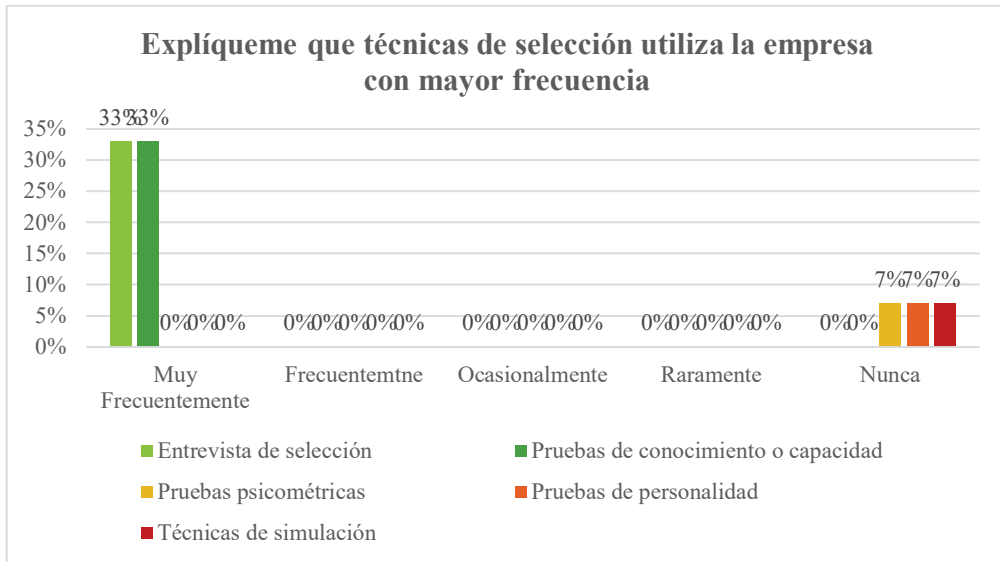 Explíqueme que técnicas de selección utiliza la empresa
con mayor frecuencia
33% 33%
35%
30%
25%
20%
15%
10%
5%
0%
0% 0% 0%
0% 0% 0% 0% 0%
0% 0% 0% 0% 0%
0% 0% 0% 0% 0%
0% 0% 7% 7% 7%
Muy
Frecuentemente
Frecuentemtne
Ocasionalmente
Raramente
Nunca
Entrevista de selección
Pruebas de conocimiento o capacidad
Pruebas psicométricas
Pruebas de personalidad
Técnicas de simulación